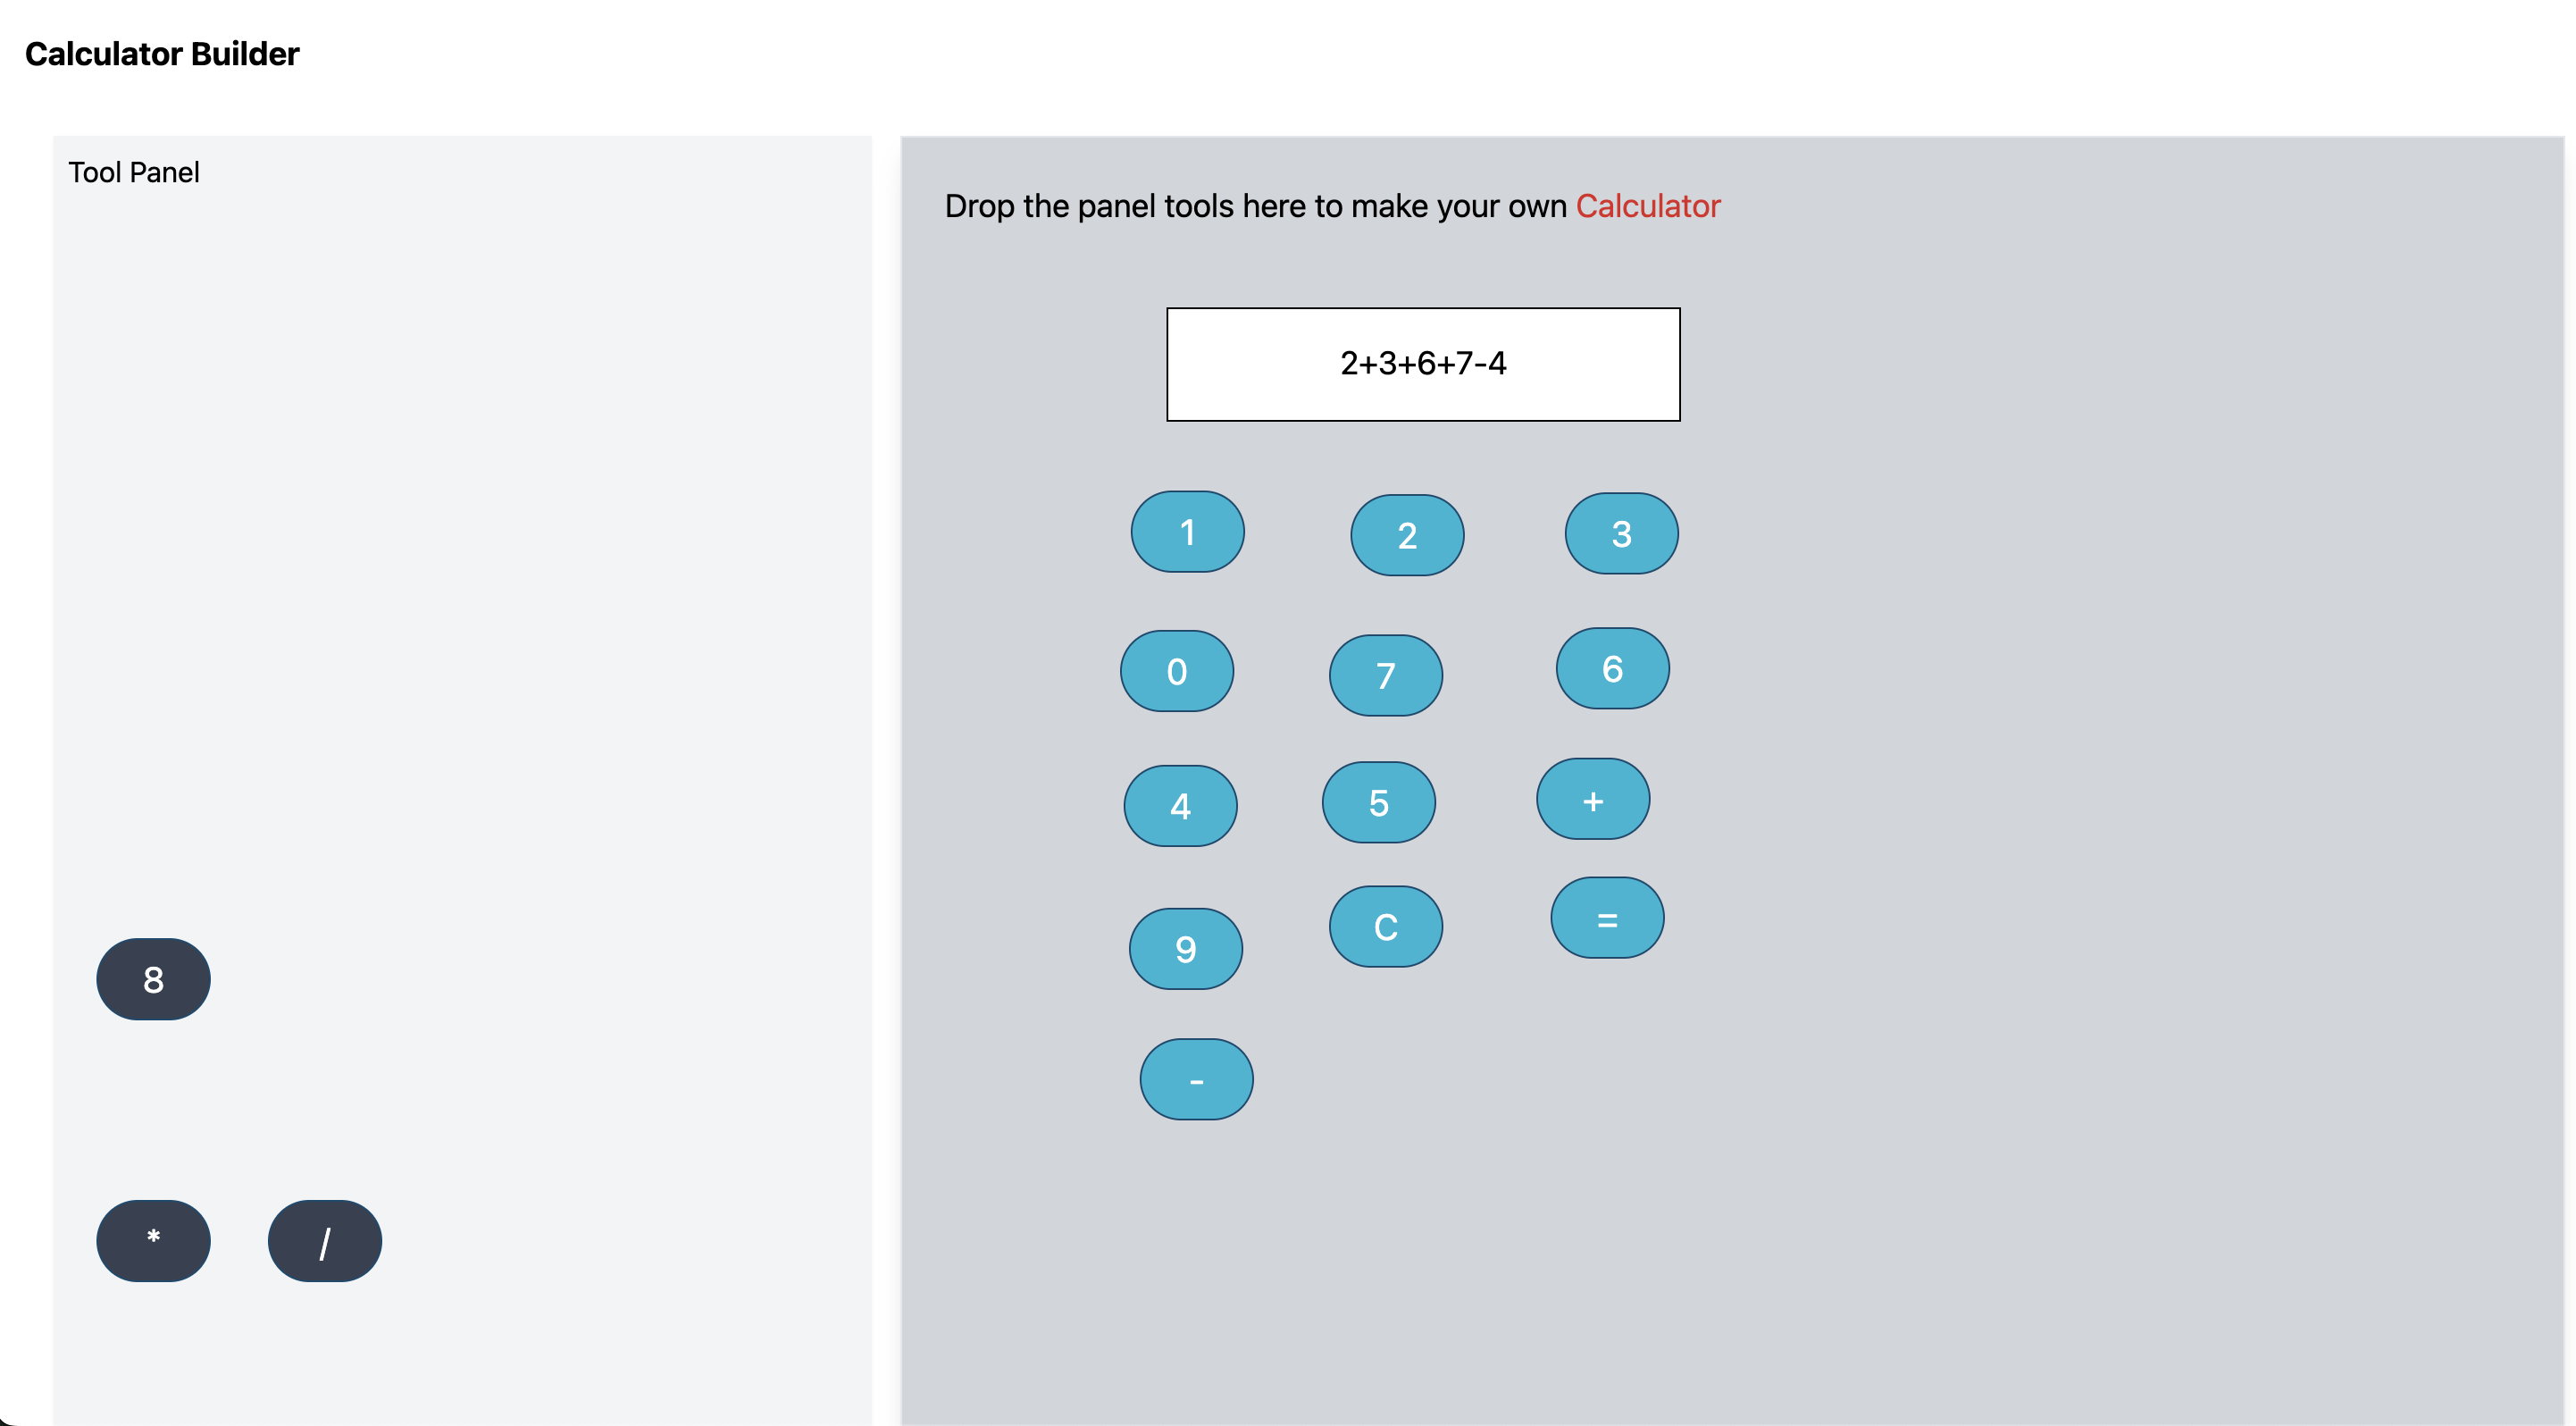 Calculator Builder
Tool Panel
Drop the panel tools here to make your own Calculator
2+3+6+7-4
1 2 3
0 7 6
4 5 +
9 C =
8
-
* /